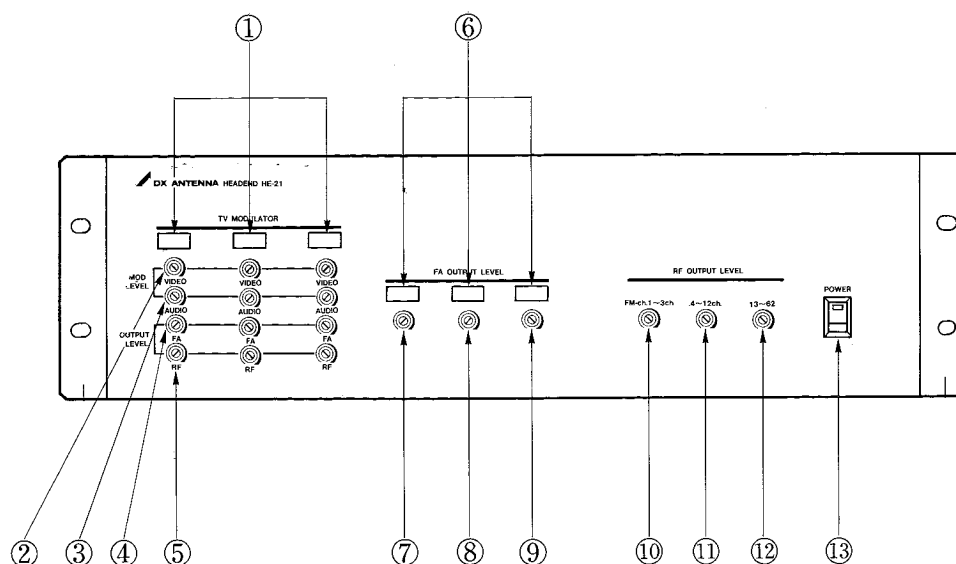 ① ⑥
DX ANTENNA HEADEND HE-21
TV MODULATOR
MOD LEVEL
VIDEO VIDEO VIDEO
AUDIO AUDIO AUDIO
OUTPUT LEVEL
FA FA FA
RF RF RF
FA OUTPUT LEVEL
RF OUTPUT LEVEL
FM-ch.1~3ch .4~12ch. 13~62
POWER
② ③ ④ ⑤ ⑦ ⑧ ⑨ ⑩ ⑪ ⑫ ⑬